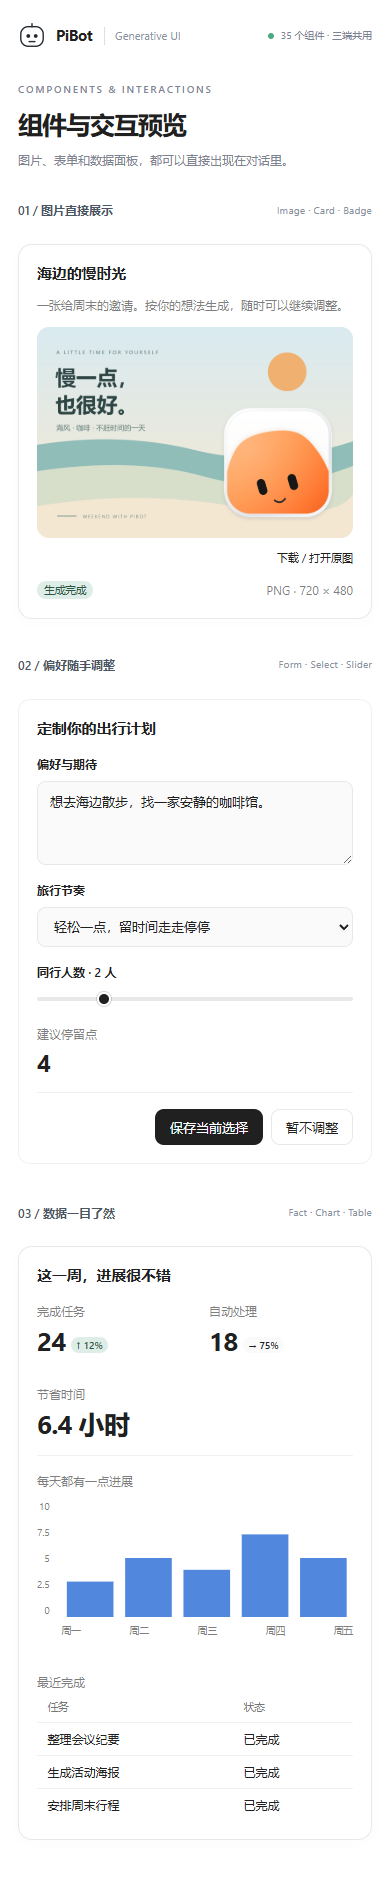 PiBot
Generative UI
35 个组件 · 三端共用
COMPONENTS & INTERACTIONS
组件与交互预览
图片、表单和数据面板，都可以直接出现在对话里。
01 / 图片直接展示
Image · Card · Badge
海边的慢时光
一张给周末的邀请。按你的想法生成，随时可以继续调整。
A LITTLE TIME FOR YOURSELF
慢一点，
也很好。
海风 · 咖啡 · 不赶时间的一天
WEEKEND WITH PIBOT
下载 / 打开原图
生成完成
PNG · 720 × 480
02 / 偏好随手调整
Form · Select · Slider
定制你的出行计划
偏好与期待
想去海边散步，找一家安静的咖啡馆。
旅行节奏
轻松一点，留时间走走停停
同行人数 · 2 人
建议停留点
4
保存当前选择
暂不调整
03 / 数据一目了然
Fact · Chart · Table
这一周，进展很不错
完成任务
自动处理
24 ↑ 12%
18 → 75%
节省时间
6.4 小时
每天都有一点进展
10
7.5
5
2.5
0
周一 周二 周三 周四 周五
最近完成
任务 状态
整理会议纪要 已完成
生成活动海报 已完成
安排周末行程 已完成